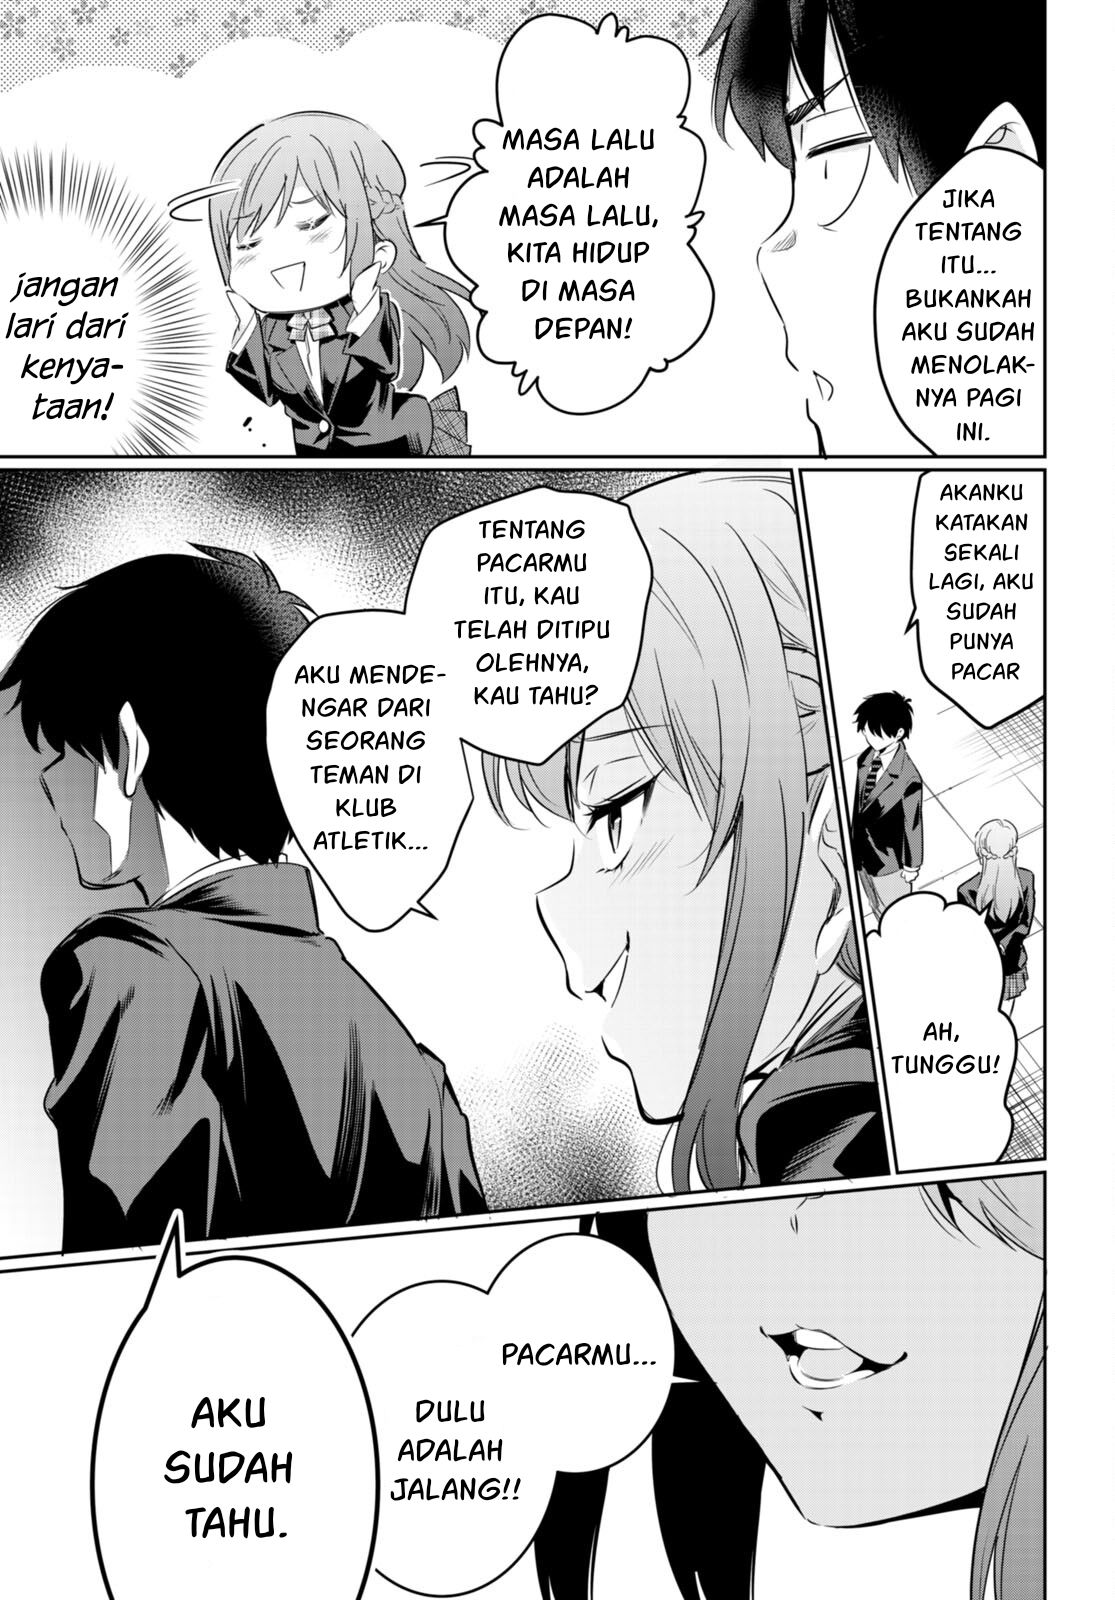 JIKA
TENTANG
ITU...
BUKANKAH
AKU SUDAH
MENOLAK-
NYA PAGI
INI.
MASA LALU
ADALAH
MASA LALU,
KITA HIDUP
DI MASA
DEPAN!
jangan
lari dari
kenya-
taan!
AKANKU
KATAKAN
SEKALI
LAGI, AKU
SUDAH
PUNYA
PACAR
AH,
TUNGGU!
TENTANG
PACARMU
ITU, KAU
TELAH DITIPU
OLEHNYA,
KAU TAHU?
AKU MENDE-
NGAR DARI
SEORANG
TEMAN DI
KLUB
ATLETIK...
PACARMU...
DULU
ADALAH
JALANG!!
AKU
SUDAH
TAHU.